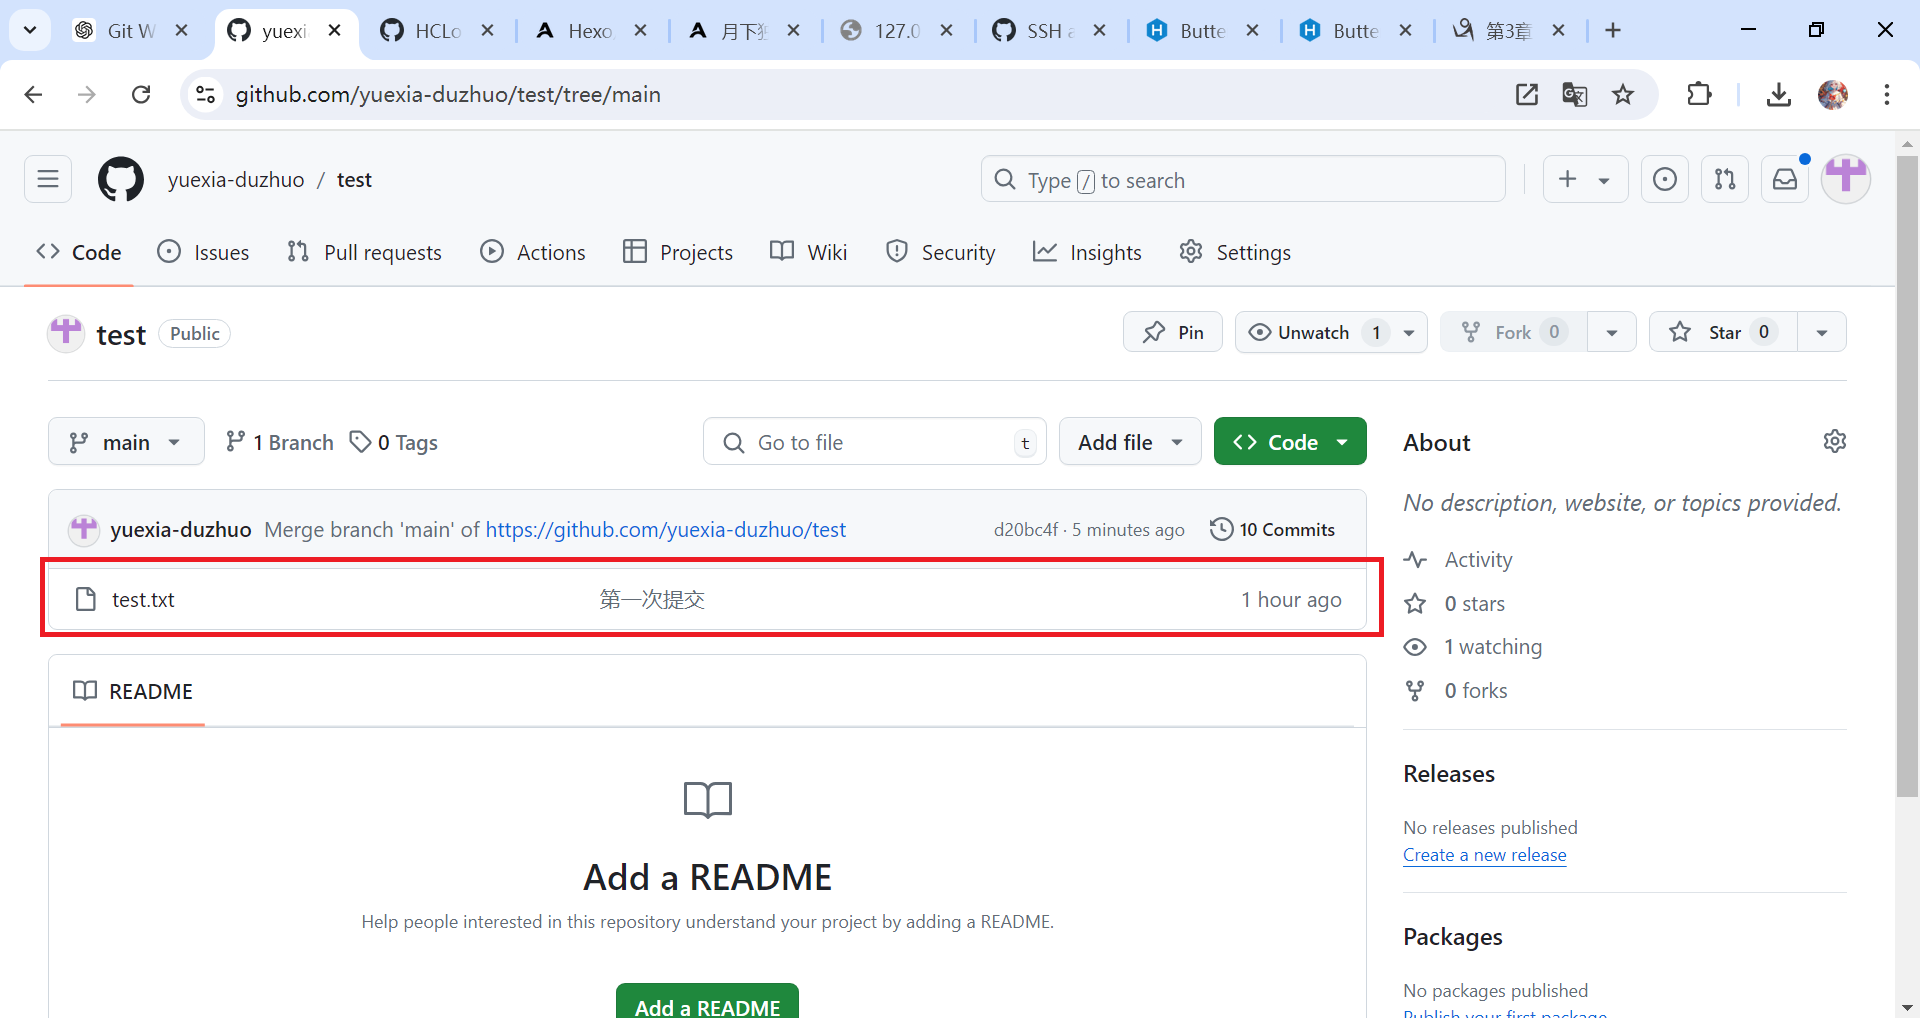 Git W
yuexi
HCLo
Hexo
月下独
127.0
SSH a
Butte
Butte
第3章
github.com/yuexia-duzhuo/test/tree/main
yuexia-duzhuo / test
Type / to search
Code Issues Pull requests Actions Projects Wiki Security Insights Settings
test Public
Pin
Unwatch 1
Fork 0
Star 0
main
1 Branch
0 Tags
Go to file t
Add file
Code
yuexia-duzhuo Merge branch 'main' of https://github.com/yuexia-duzhuo/test
d20bc4f · 5 minutes ago
10 Commits
test.txt 第一次提交 1 hour ago
README
Add a README
Help people interested in this repository understand your project by adding a README.
Add a README
About
No description, website, or topics provided.
Activity
0 stars
1 watching
0 forks
Releases
No releases published
Create a new release
Packages
No packages published
Publish your first package